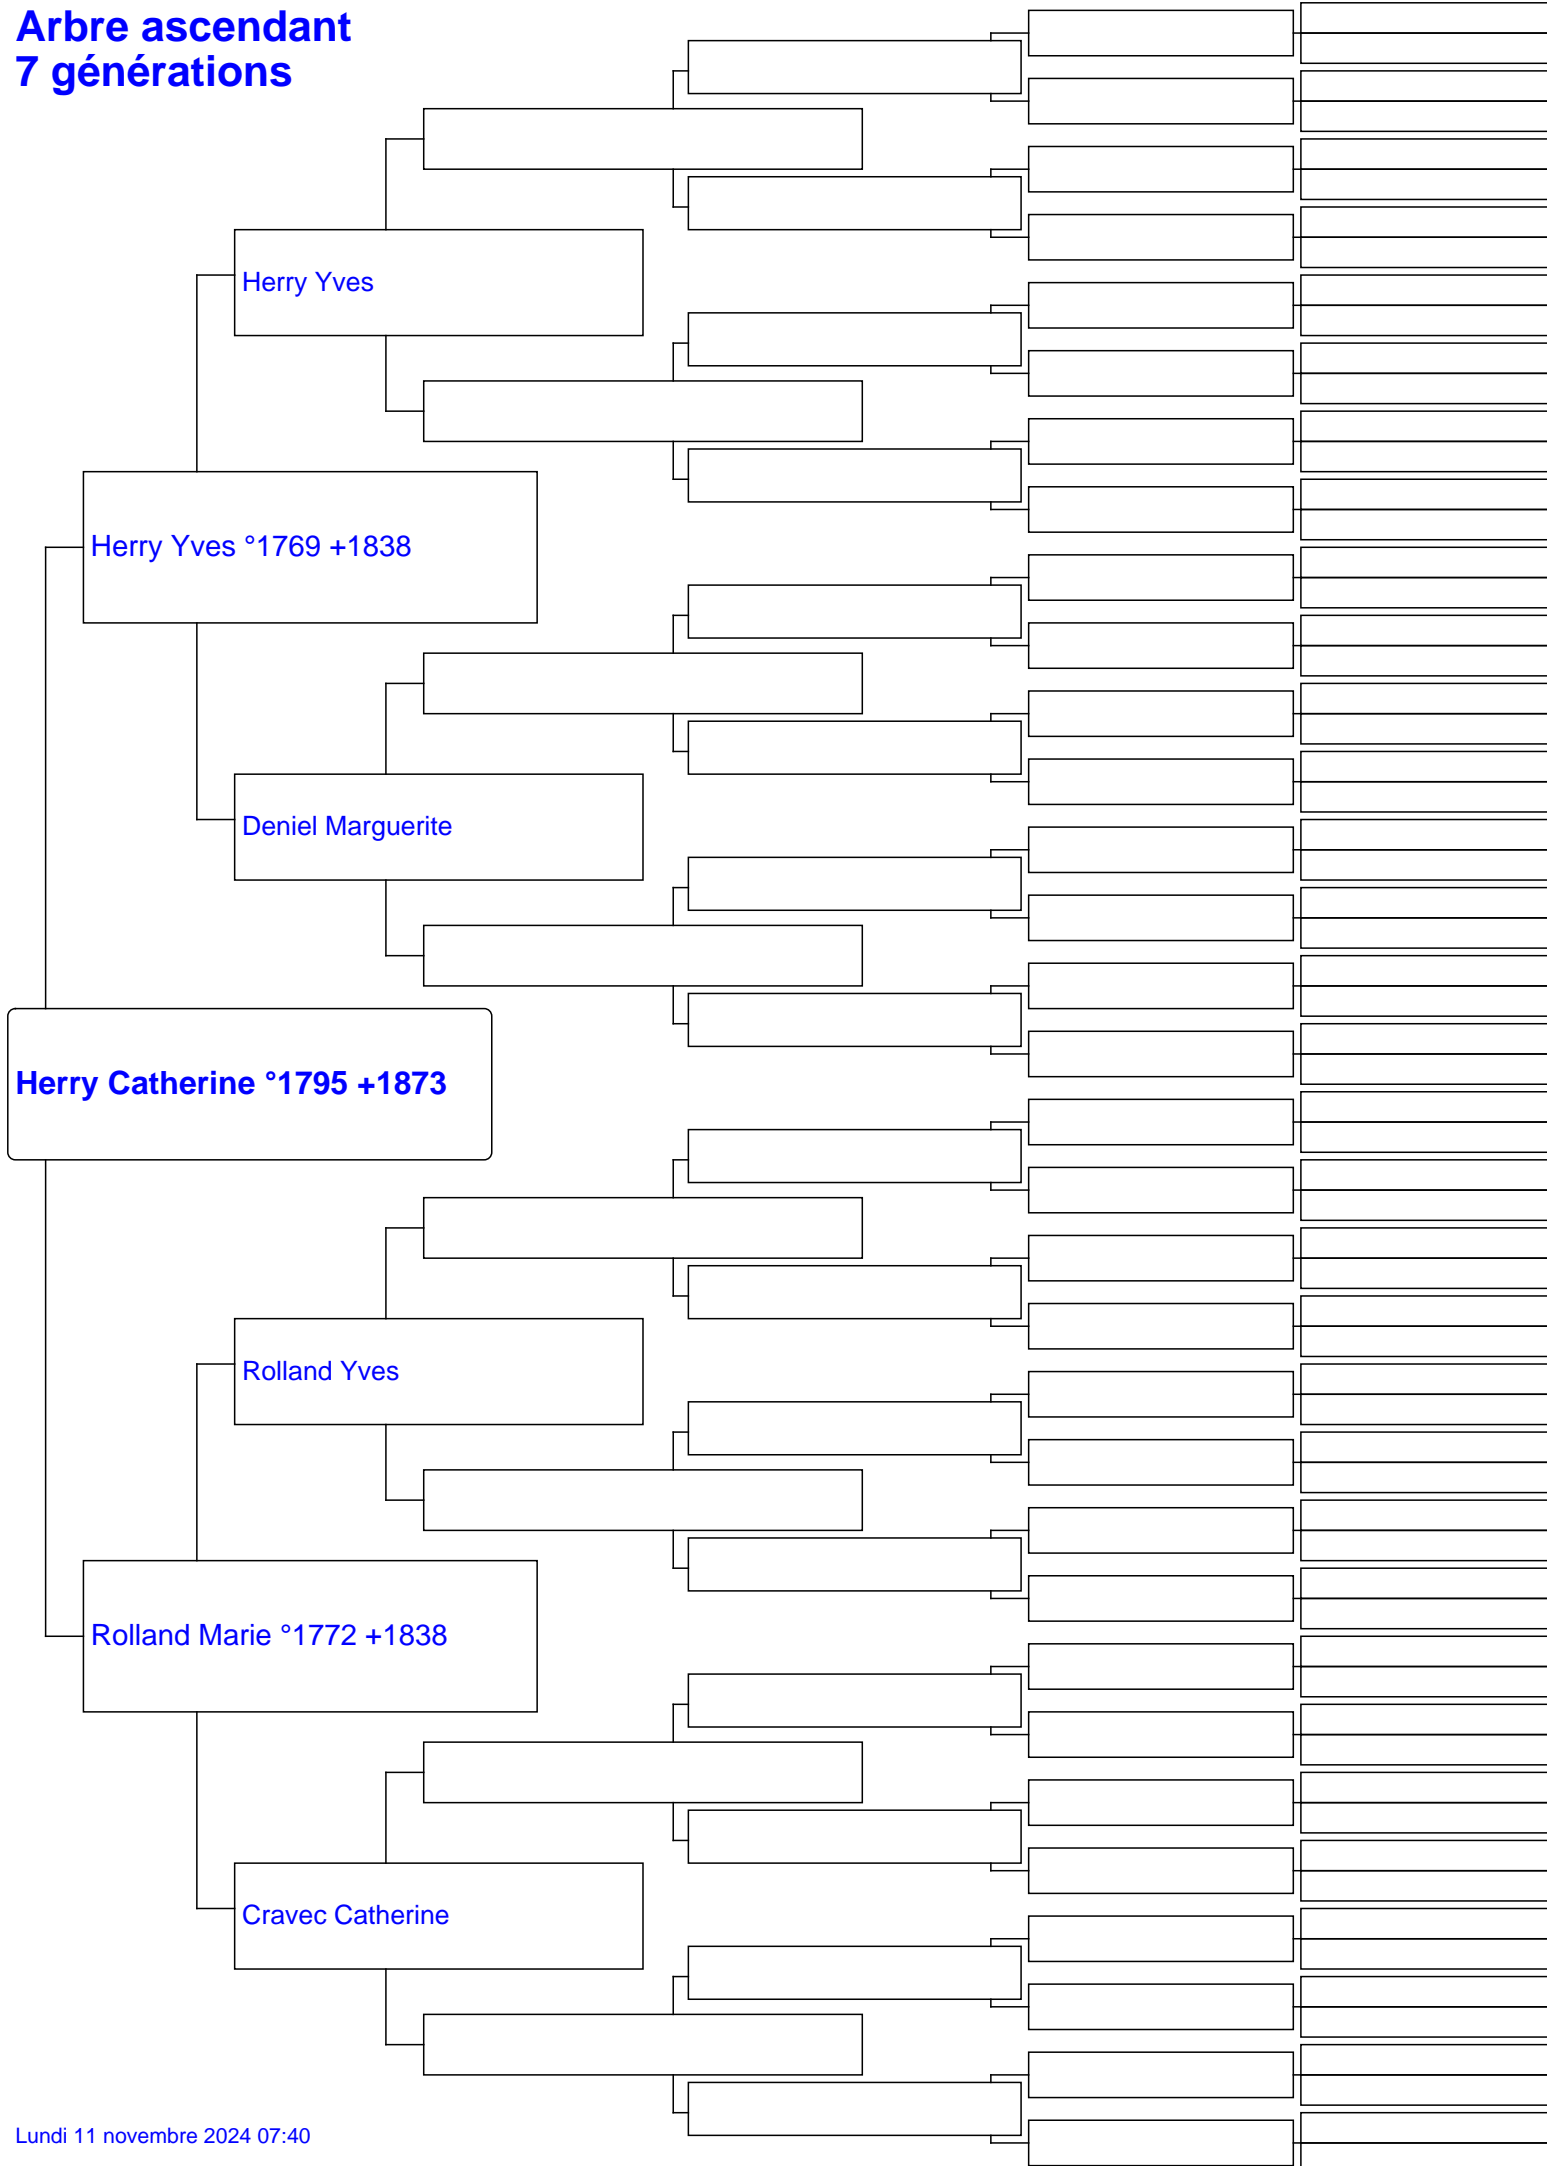 Arbre ascendant
7 générations
Herry Yves
Herry Yves °1769 +1838
Deniel Marguerite
Herry Catherine °1795 +1873
Rolland Yves
Rolland Marie °1772 +1838
Cravec Catherine
Lundi 11 novembre 2024 07:40